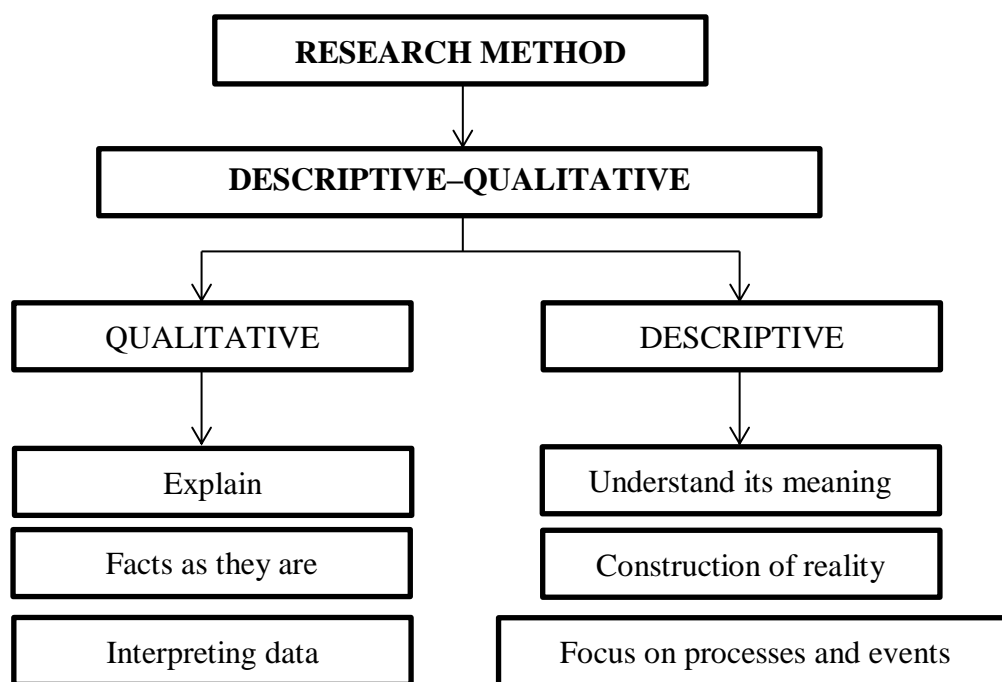 RESEARCH METHOD
DESCRIPTIVE–QUALITATIVE
QUALITATIVE
DESCRIPTIVE
Explain
Facts as they are
Interpreting data
Understand its meaning
Construction of reality
Focus on processes and events